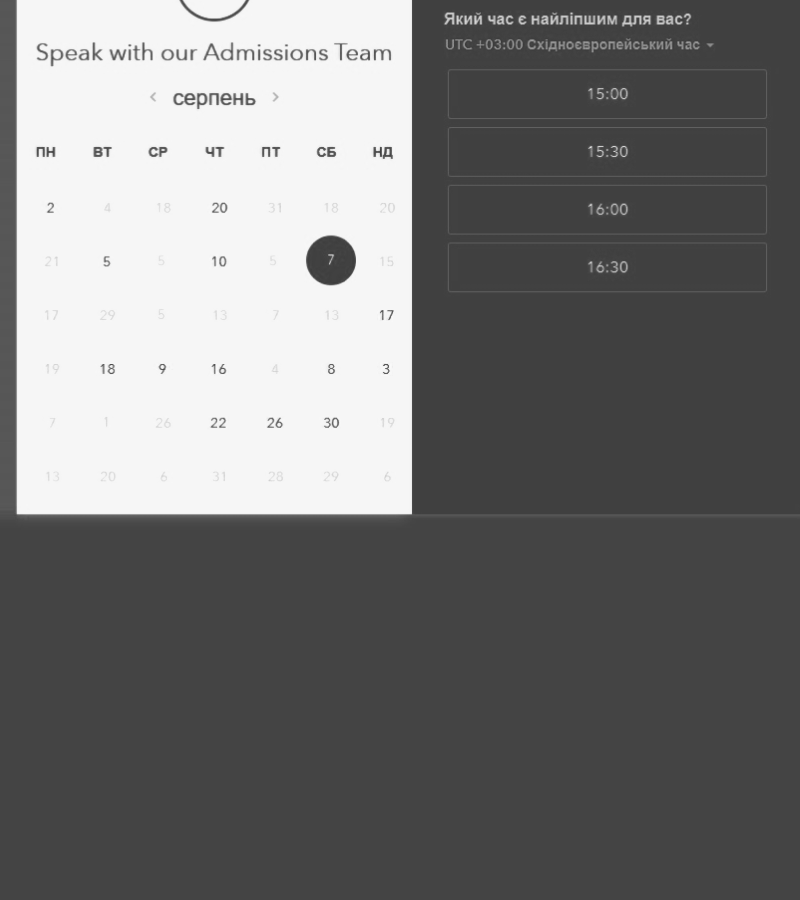 Speak with our Admissions Team
серпень
ПН ВТ СР ЧТ ПТ СБ НД
2 4 18 20 31 18 20
21 5 5 10 5 7 15
17 29 5 13 7 13 17
19 18 9 16 4 8 3
7 1 26 22 26 30 19
13 20 6 31 28 29 6
Який час є найліпшим для вас?
UTC +03:00 Східноєвропейський час
15:00
15:30
16:00
16:30